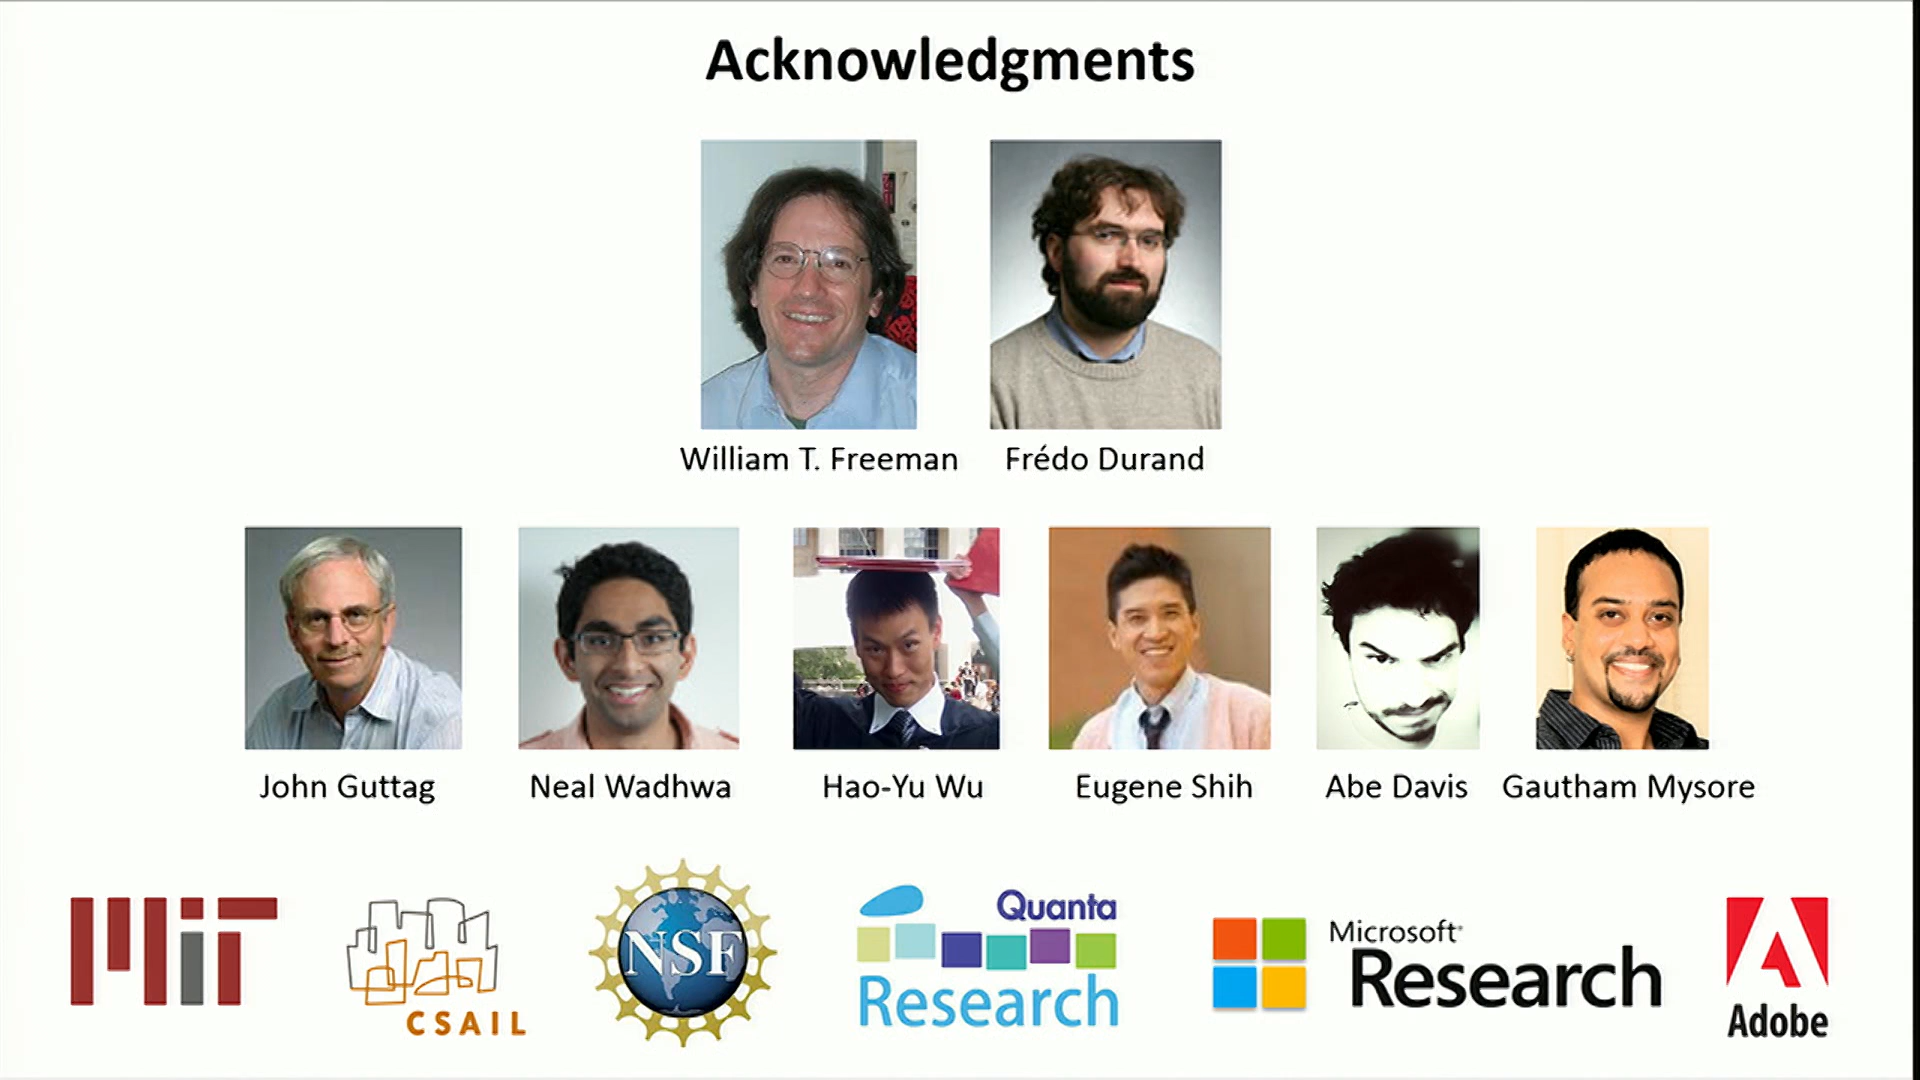 Acknowledgments
William T. Freeman
Frédo Durand
John Guttag
Neal Wadhwa
Hao-Yu Wu
Eugene Shih
Abe Davis
Gautham Mysore
MIT
CSAIL
NSF
Quanta
Research
Microsoft
Research
Adobe